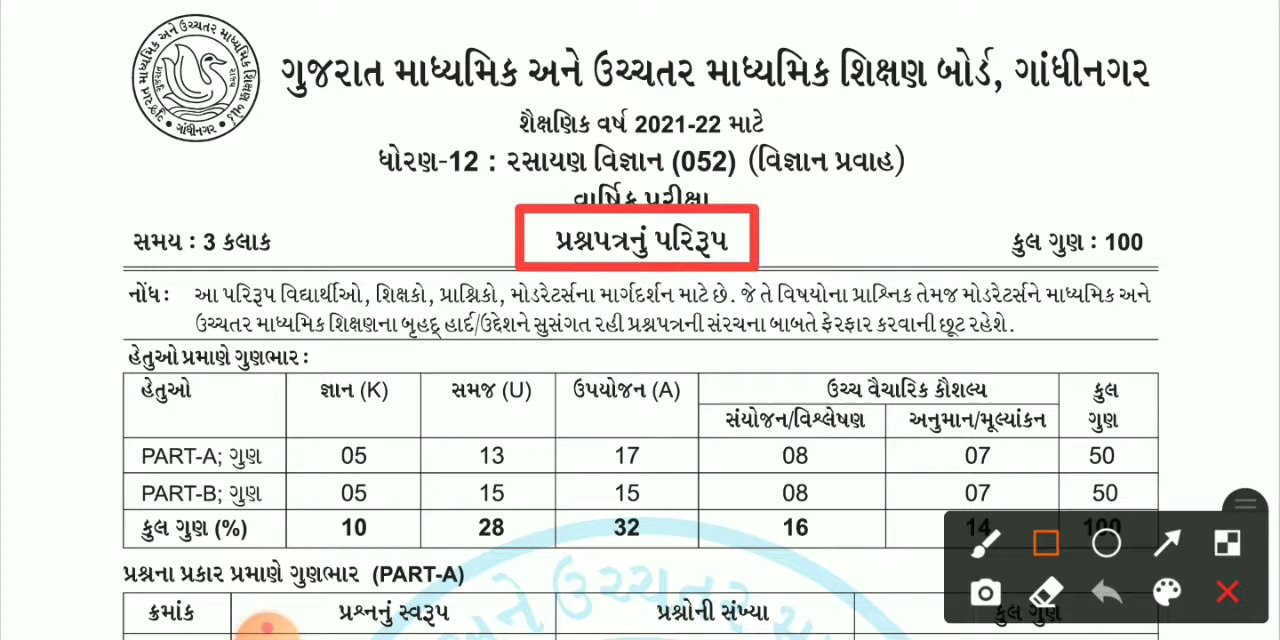 ગુજરાત માધ્યમિક અને ઉચ્ચતર માધ્યમિક શિક્ષણ બોર્ડ, ગાંધીનગર
શૈક્ષણિક વર્ષ 2021-22 માટે
ધોરણ-12 : રસાયણ વિજ્ઞાન (052) (વિજ્ઞાન પ્રવાહ)
વાર્ષિક પરીક્ષા
સમય : 3 કલાક પ્રશ્નપત્રનું પરિરૂપ કુલ ગુણ : 100
નોંધ : આ પરિરૂપ વિદ્યાર્થીઓ, શિક્ષકો, પ્રાશ્નિકો, મોડરેટર્સના માર્ગદર્શન માટે છે. જે તે વિષયોના પ્રાશ્નિક તેમજ મોડરેટર્સને માધ્યમિક અને
ઉચ્ચતર માધ્યમિક શિક્ષણના બૃહદ્ હાર્દ/ઉદ્દેશને સુસંગત રહી પ્રશ્નપત્રની સંરચના બાબતે ફેરફાર કરવાની છૂટ રહેશે.
હેતુઓ પ્રમાણે ગુણભાર :
હેતુઓ જ્ઞાન (K) સમજ (U) ઉપયોજન (A) ઉચ્ચ વૈચારિક કૌશલ્ય કુલ
સંયોજન/વિશ્લેષણ અનુમાન/મૂલ્યાંકન ગુણ
PART-A; ગુણ 05 13 17 08 07 50
PART-B; ગુણ 05 15 15 08 07 50
કુલ ગુણ (%) 10 28 32 16 14 100
પ્રશ્નના પ્રકાર પ્રમાણે ગુણભાર (PART-A)
ક્રમાંક પ્રશ્નનું સ્વરૂપ પ્રશ્નોની સંખ્યા કુલ ગુણ